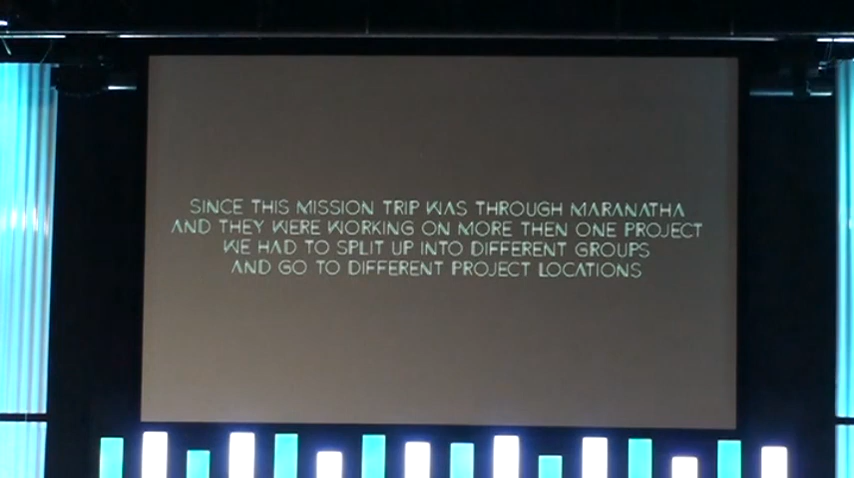 SINCE THIS MISSION TRIP WAS THROUGH MARANATHA
AND THEY WERE WORKING ON MORE THEN ONE PROJECT
WE HAD TO SPLIT UP INTO DIFFERENT GROUPS
AND GO TO DIFFERENT PROJECT LOCATIONS